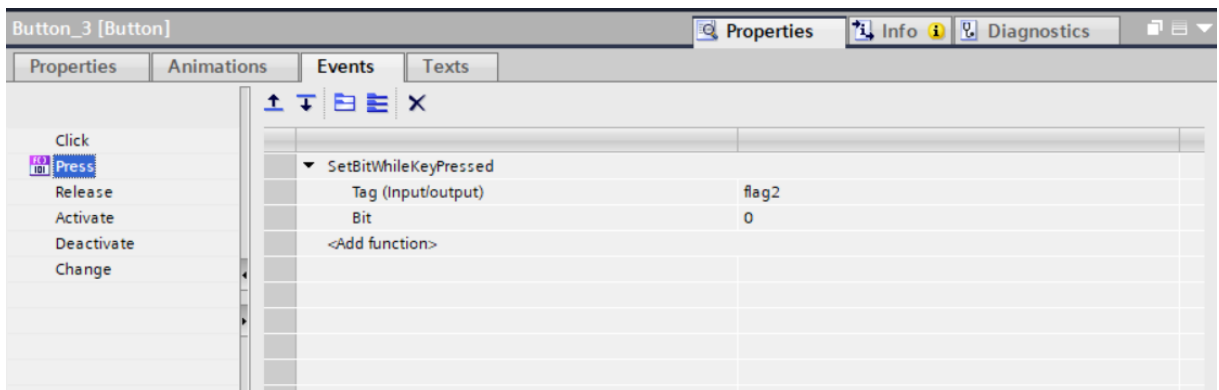 Button_3 [Button]
Properties
Info
Diagnostics
Properties
Animations
Events
Texts
Click
Press
Release
Activate
Deactivate
Change
SetBitWhileKeyPressed
Tag (Input/output) flag2
Bit 0
<Add function>